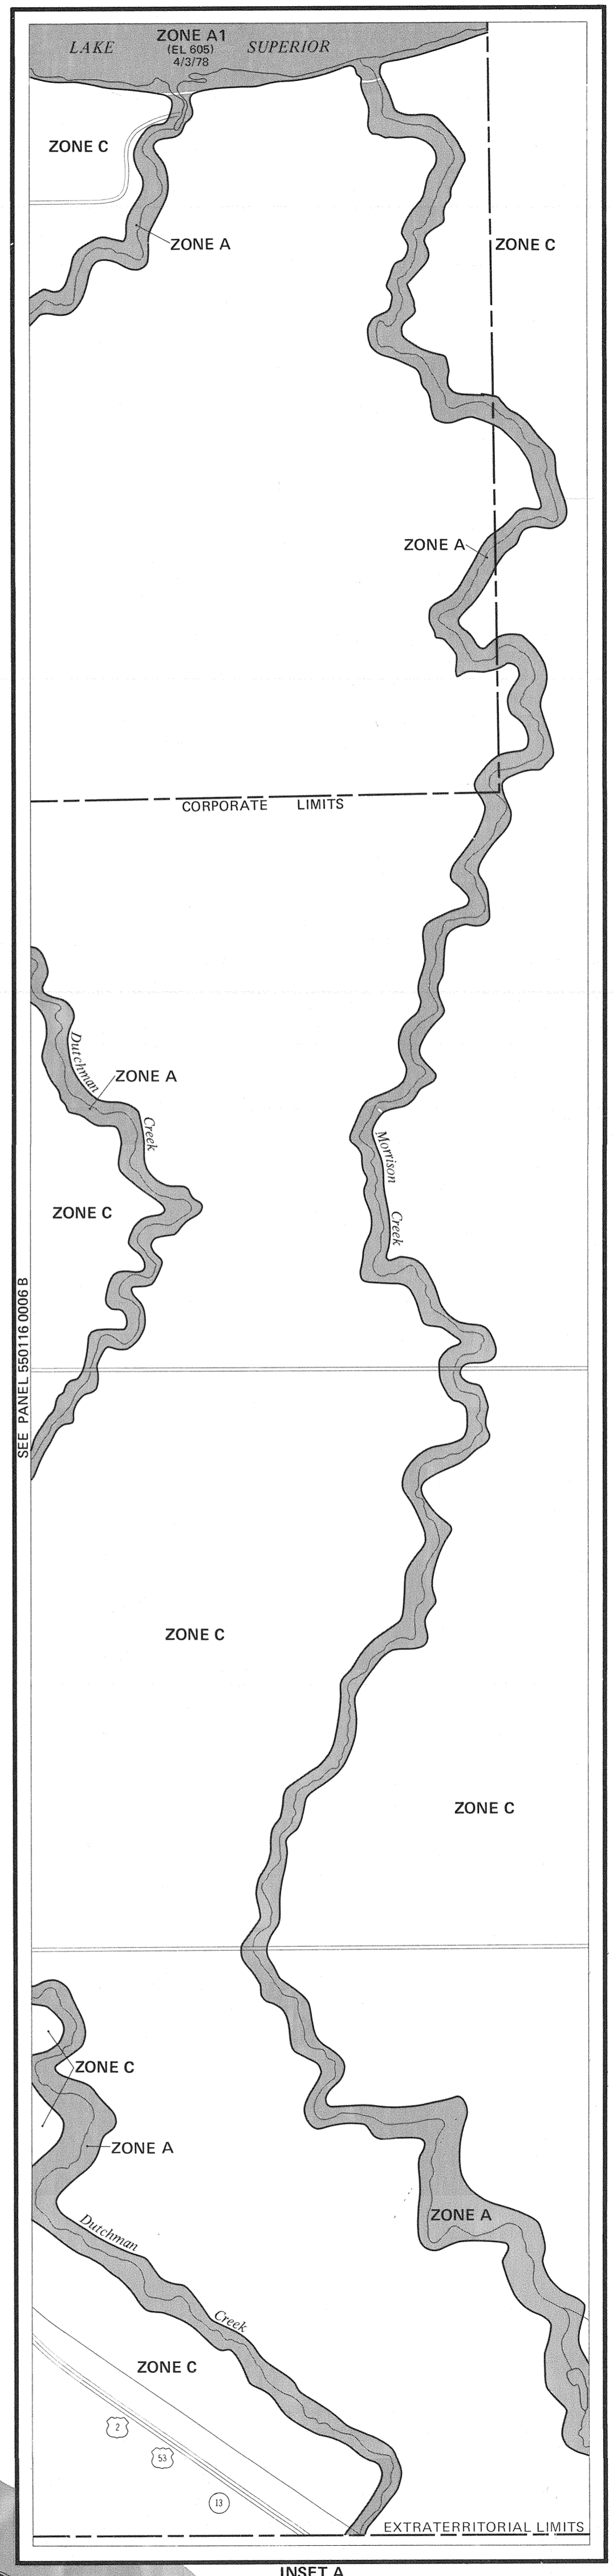 ZONE A1
LAKE (EL 605) SUPERIOR
4/3/78
ZONE C
ZONE A
ZONE C
ZONE A
CORPORATE LIMITS
Dutchman
ZONE A
Creek
Morrison
ZONE C
Creek
SEE PANEL 550116 0006 B
ZONE C
ZONE C
ZONE C
ZONE A
ZONE A
Dutchman
Creek
ZONE C
2
53
13
EXTRATERRITORIAL LIMITS
INSET A